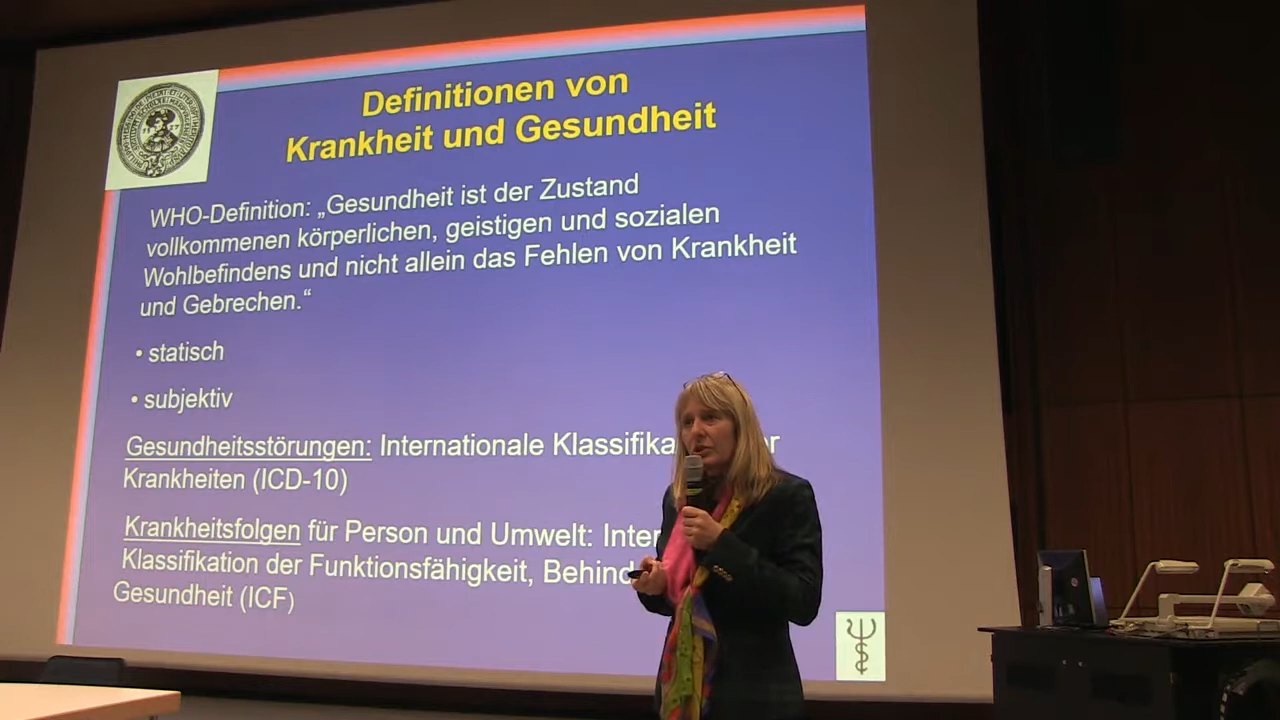 Definitionen von
Krankheit und Gesundheit
WHO-Definition: „Gesundheit ist der Zustand
vollkommenen körperlichen, geistigen und sozialen
Wohlbefindens und nicht allein das Fehlen von Krankheit
und Gebrechen.“
• statisch
• subjektiv
Gesundheitsstörungen: Internationale Klassifika
Krankheiten (ICD-10)
Krankheitsfolgen für Person und Umwelt: Inter
Klassifikation der Funktionsfähigkeit, Behind
Gesundheit (ICF)